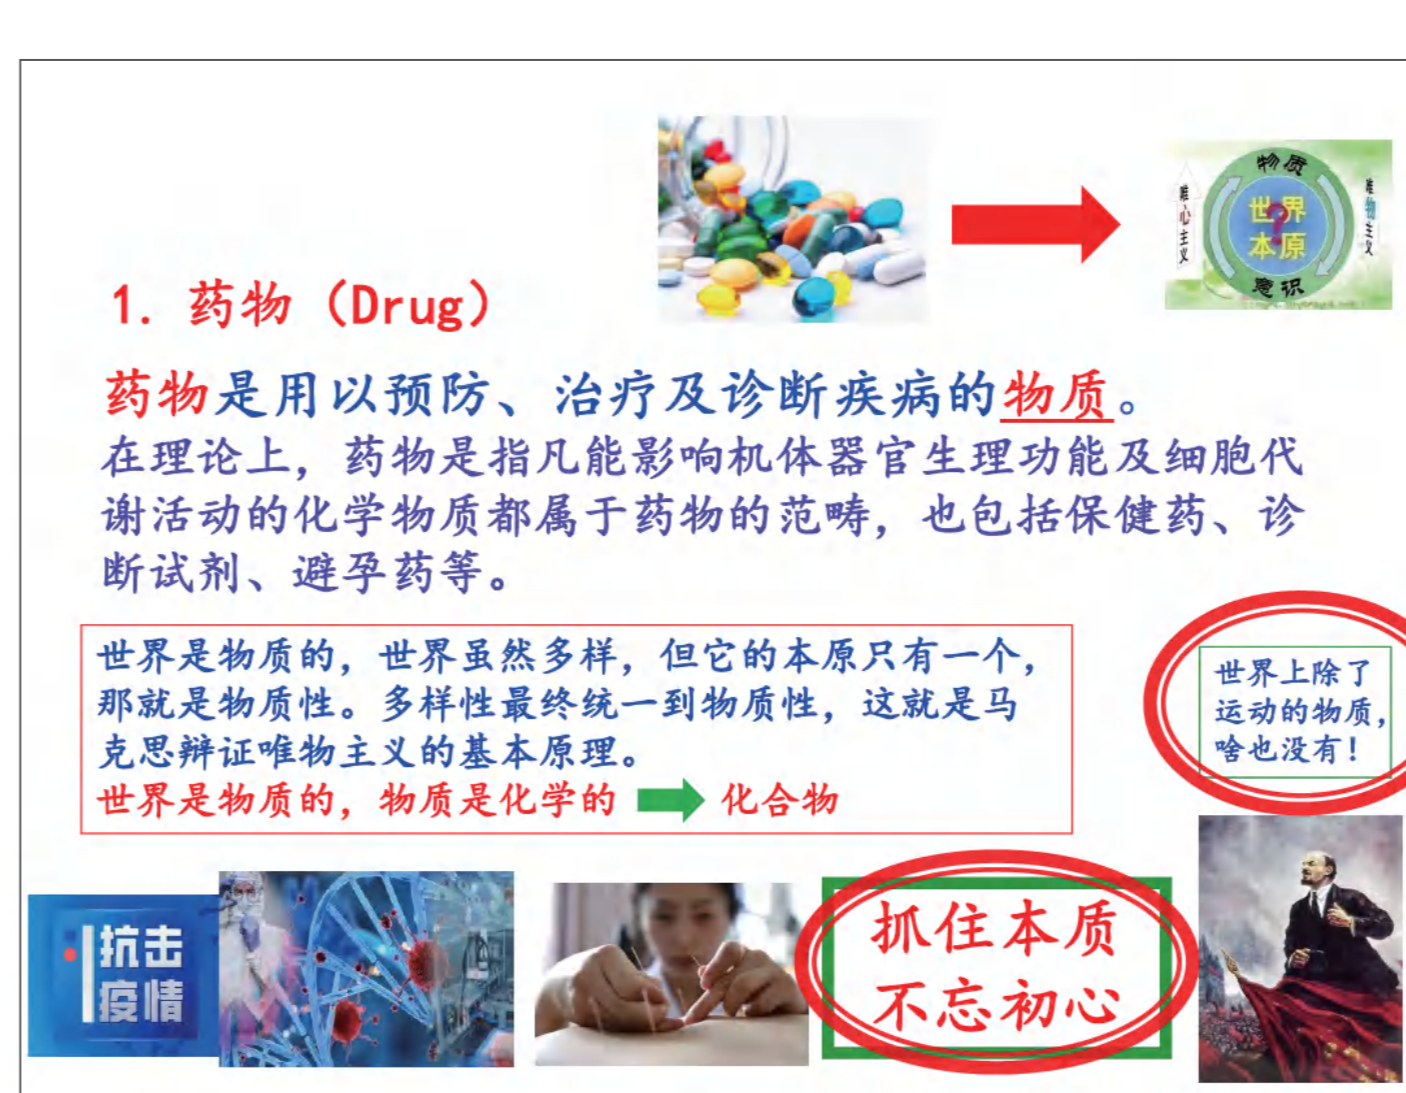 物质
世界
本原
意识
唯心主义
唯物主义
1. 药物（Drug）
药物是用以预防、治疗及诊断疾病的物质。
在理论上，药物是指凡能影响机体器官生理功能及细胞代
谢活动的化学物质都属于药物的范畴，也包括保健药、诊
断试剂、避孕药等。
世界是物质的，世界虽然多样，但它的本原只有一个，
那就是物质性。多样性最终统一到物质性，这就是马
克思辩证唯物主义的基本原理。
世界是物质的，物质是化学的
化合物
世界上除了
运动的物质，
啥也没有！
抗击
疫情
抓住本质
不忘初心